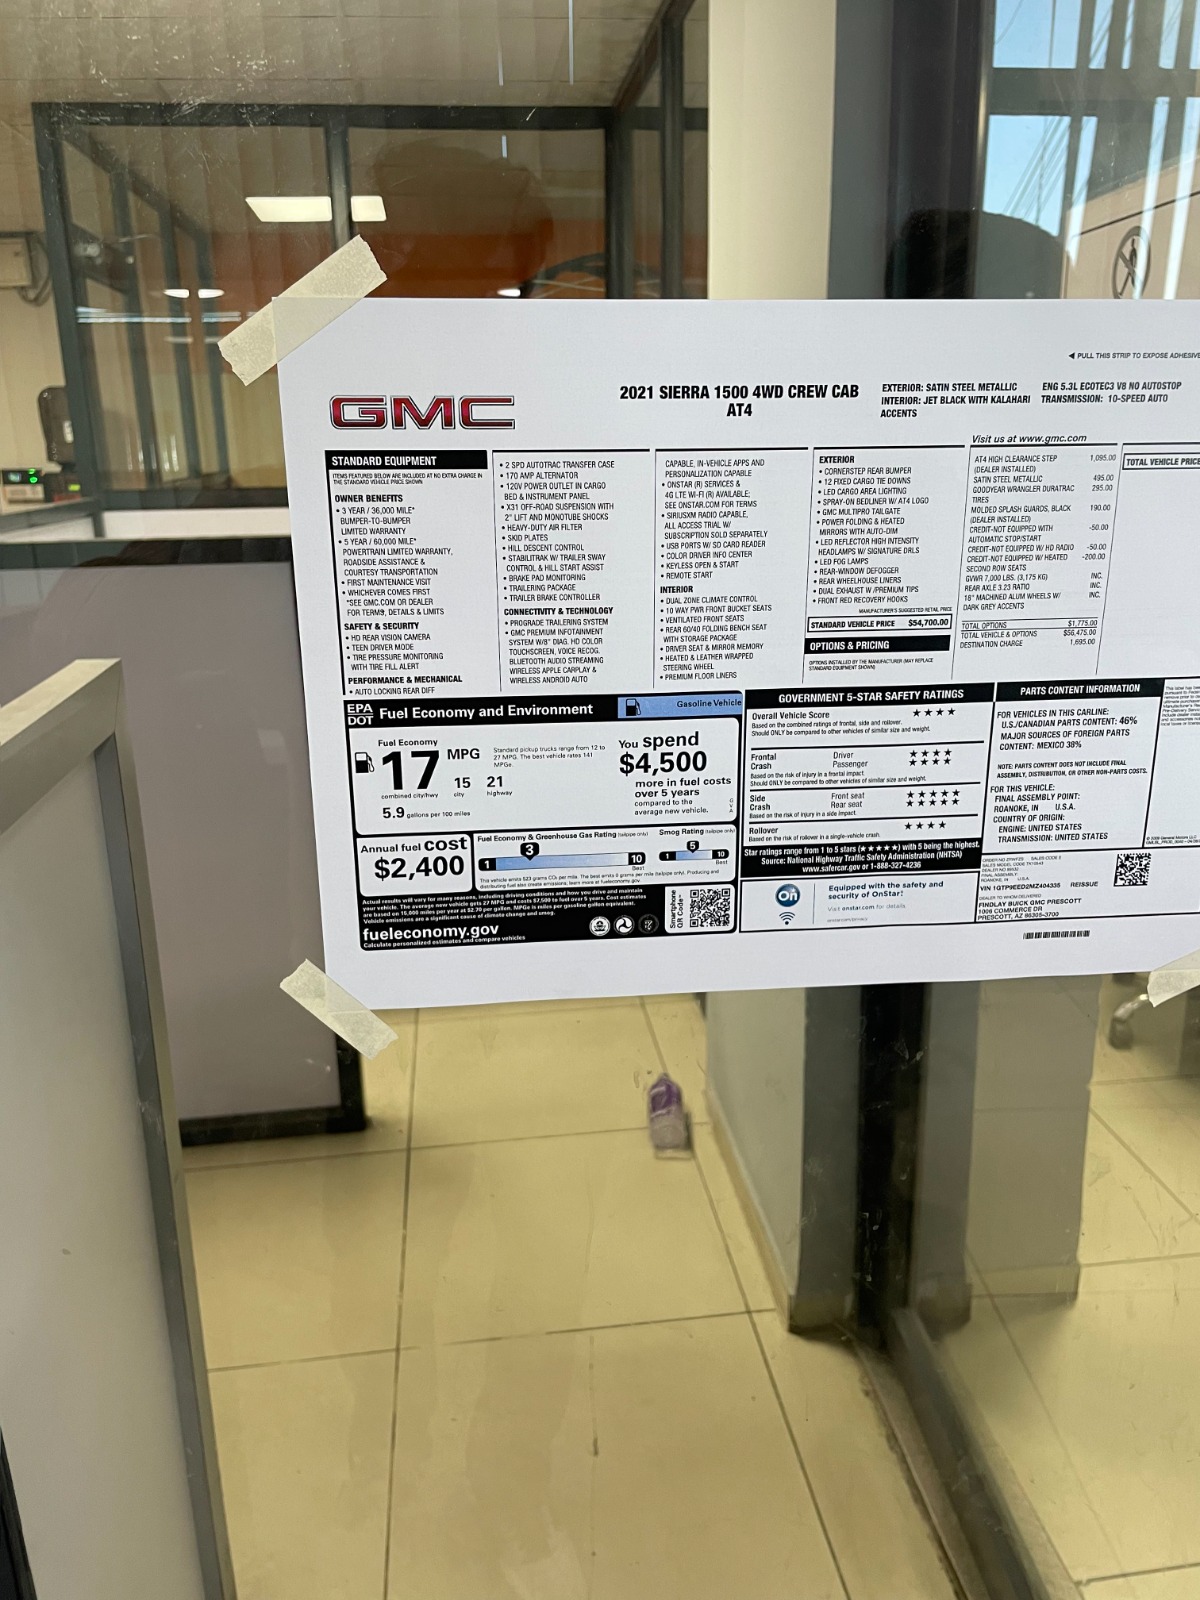 ◀ PULL THIS STRIP TO EXPOSE ADHESIVE
GMC
2021 SIERRA 1500 4WD CREW CAB
AT4
EXTERIOR: SATIN STEEL METALLIC
INTERIOR: JET BLACK WITH KALAHARI
ACCENTS
ENG 5.3L ECOTEC3 V8 NO AUTOSTOP
TRANSMISSION: 10-SPEED AUTO
Visit us at www.gmc.com
STANDARD EQUIPMENT
ITEMS FEATURED BELOW ARE INCLUDED AT NO EXTRA CHARGE IN
THE STANDARD VEHICLE PRICE SHOWN
OWNER BENEFITS
• 3 YEAR / 36,000 MILE*
BUMPER-TO-BUMPER
LIMITED WARRANTY
• 5 YEAR / 60,000 MILE*
POWERTRAIN LIMITED WARRANTY,
ROADSIDE ASSISTANCE &
COURTESY TRANSPORTATION
• FIRST MAINTENANCE VISIT
• WHICHEVER COMES FIRST
*SEE GMC.COM OR DEALER
FOR TERMS, DETAILS & LIMITS
SAFETY & SECURITY
• HD REAR VISION CAMERA
• TEEN DRIVER MODE
• TIRE PRESSURE MONITORING
WITH TIRE FILL ALERT
PERFORMANCE & MECHANICAL
• AUTO LOCKING REAR DIFF
• 2 SPD AUTOTRAC TRANSFER CASE
• 170 AMP ALTERNATOR
• 120V POWER OUTLET IN CARGO
BED & INSTRUMENT PANEL
• X31 OFF-ROAD SUSPENSION WITH
2" LIFT AND MONOTUBE SHOCKS
• HEAVY-DUTY AIR FILTER
• SKID PLATES
• HILL DESCENT CONTROL
• STABILITRAK W/ TRAILER SWAY
CONTROL & HILL START ASSIST
• BRAKE PAD MONITORING
• TRAILERING PACKAGE
• TRAILER BRAKE CONTROLLER
CONNECTIVITY & TECHNOLOGY
• PROGRADE TRAILERING SYSTEM
• GMC PREMIUM INFOTAINMENT
SYSTEM W/8" DIAG. HD COLOR
TOUCHSCREEN, VOICE RECOG.
BLUETOOTH AUDIO STREAMING
WIRELESS APPLE CARPLAY &
WIRELESS ANDROID AUTO
CAPABLE, IN-VEHICLE APPS AND
PERSONALIZATION CAPABLE
• ONSTAR (R) SERVICES &
4G LTE WI-FI (R) AVAILABLE;
SEE ONSTAR.COM FOR TERMS
• SIRIUSXM RADIO CAPABLE,
ALL ACCESS TRIAL W/
SUBSCRIPTION SOLD SEPARATELY
• USB PORTS W/ SD CARD READER
• COLOR DRIVER INFO CENTER
• KEYLESS OPEN & START
• REMOTE START
INTERIOR
• DUAL ZONE CLIMATE CONTROL
• 10 WAY PWR FRONT BUCKET SEATS
• VENTILATED FRONT SEATS
• REAR 60/40 FOLDING BENCH SEAT
WITH STORAGE PACKAGE
• DRIVER SEAT & MIRROR MEMORY
• HEATED & LEATHER WRAPPED
STEERING WHEEL
• PREMIUM FLOOR LINERS
EXTERIOR
• CORNERSTEP REAR BUMPER
• 12 FIXED CARGO TIE DOWNS
• LED CARGO AREA LIGHTING
• SPRAY-ON BEDLINER W/ AT4 LOGO
• GMC MULTIPRO TAILGATE
• POWER FOLDING & HEATED
MIRRORS WITH AUTO-DIM
• LED REFLECTOR HIGH INTENSITY
HEADLAMPS W/ SIGNATURE DRLS
• LED FOG LAMPS
• REAR-WINDOW DEFOGGER
• REAR WHEELHOUSE LINERS
• DUAL EXHAUST W /PREMIUM TIPS
• FRONT RED RECOVERY HOOKS
MANUFACTURER'S SUGGESTED RETAIL PRICE
STANDARD VEHICLE PRICE $54,700.00
OPTIONS & PRICING
OPTIONS INSTALLED BY THE MANUFACTURER (MAY REPLACE
STANDARD EQUIPMENT SHOWN)
AT4 HIGH CLEARANCE STEP 1,095.00
(DEALER INSTALLED)
SATIN STEEL METALLIC 495.00
GOODYEAR WRANGLER DURATRAC 295.00
TIRES
MOLDED SPLASH GUARDS, BLACK 190.00
(DEALER INSTALLED)
CREDIT-NOT EQUIPPED WITH -50.00
AUTOMATIC STOP/START
CREDIT-NOT EQUIPPED W/ HD RADIO -50.00
CREDIT-NOT EQUIPPED W/ HEATED -200.00
SECOND ROW SEATS
GVWR 7,000 LBS. (3,175 KG) INC.
REAR AXLE 3.23 RATIO INC.
18" MACHINED ALUM WHEELS W/ INC.
DARK GREY ACCENTS
TOTAL OPTIONS $1,775.00
TOTAL VEHICLE & OPTIONS $56,475.00
DESTINATION CHARGE 1,695.00
TOTAL VEHICLE PRICE
EPA
DOT
Fuel Economy and Environment
Gasoline Vehicle
Fuel Economy
17 MPG
combined city/hwy
15
city
21
highway
5.9 gallons per 100 miles
Standard pickup trucks range from 12 to
27 MPG. The best vehicle rates 141
MPGe.
You spend
$4,500
more in fuel costs
over 5 years
compared to the
average new vehicle.
Annual fuel COST
$2,400
Fuel Economy & Greenhouse Gas Rating (tailpipe only)
1
3
10
Best
Smog Rating (tailpipe only)
1
5
10
Best
This vehicle emits 523 grams CO₂ per mile. The best emits 0 grams per mile (tailpipe only). Producing and
distributing fuel also create emissions; learn more at fueleconomy.gov.
Actual results will vary for many reasons, including driving conditions and how you drive and maintain
your vehicle. The average new vehicle gets 27 MPG and costs $7,500 to fuel over 5 years. Cost estimates
are based on 15,000 miles per year at $2.70 per gallon. MPGe is miles per gasoline gallon equivalent.
Vehicle emissions are a significant cause of climate change and smog.
fueleconomy.gov
Calculate personalized estimates and compare vehicles
Smartphone
QR Code™
GOVERNMENT 5-STAR SAFETY RATINGS
Overall Vehicle Score ★★★★
Based on the combined ratings of frontal, side and rollover.
Should ONLY be compared to other vehicles of similar size and weight.
Frontal Driver ★★★★
Crash Passenger ★★★★
Based on the risk of injury in a frontal impact.
Should ONLY be compared to other vehicles of similar size and weight.
Side Front seat ★★★★★
Crash Rear seat ★★★★★
Based on the risk of injury in a side impact.
Rollover ★★★★
Based on the risk of rollover in a single-vehicle crash.
Star ratings range from 1 to 5 stars (★★★★★) with 5 being the highest.
Source: National Highway Traffic Safety Administration (NHTSA)
www.safercar.gov or 1-888-327-4236
On
Equipped with the safety and
security of OnStar!
Visit onstar.com for details
onstar.com/privacy
PARTS CONTENT INFORMATION
FOR VEHICLES IN THIS CARLINE:
U.S./CANADIAN PARTS CONTENT: 46%
MAJOR SOURCES OF FOREIGN PARTS
CONTENT: MEXICO 38%
NOTE: PARTS CONTENT DOES NOT INCLUDE FINAL
ASSEMBLY, DISTRIBUTION, OR OTHER NON-PARTS COSTS.
FOR THIS VEHICLE:
FINAL ASSEMBLY POINT:
ROANOKE, IN U.S.A.
COUNTRY OF ORIGIN:
ENGINE: UNITED STATES
TRANSMISSION: UNITED STATES
FINAL ASSEMBLY:
ROANOKE, IN U.S.A
VIN 1GTP9EED2MZ404335 REISSUE
DEALER TO WHOM DELIVERED
FINDLAY BUICK GMC PRESCOTT
1006 COMMERCE DR
PRESCOTT, AZ 86305-3700